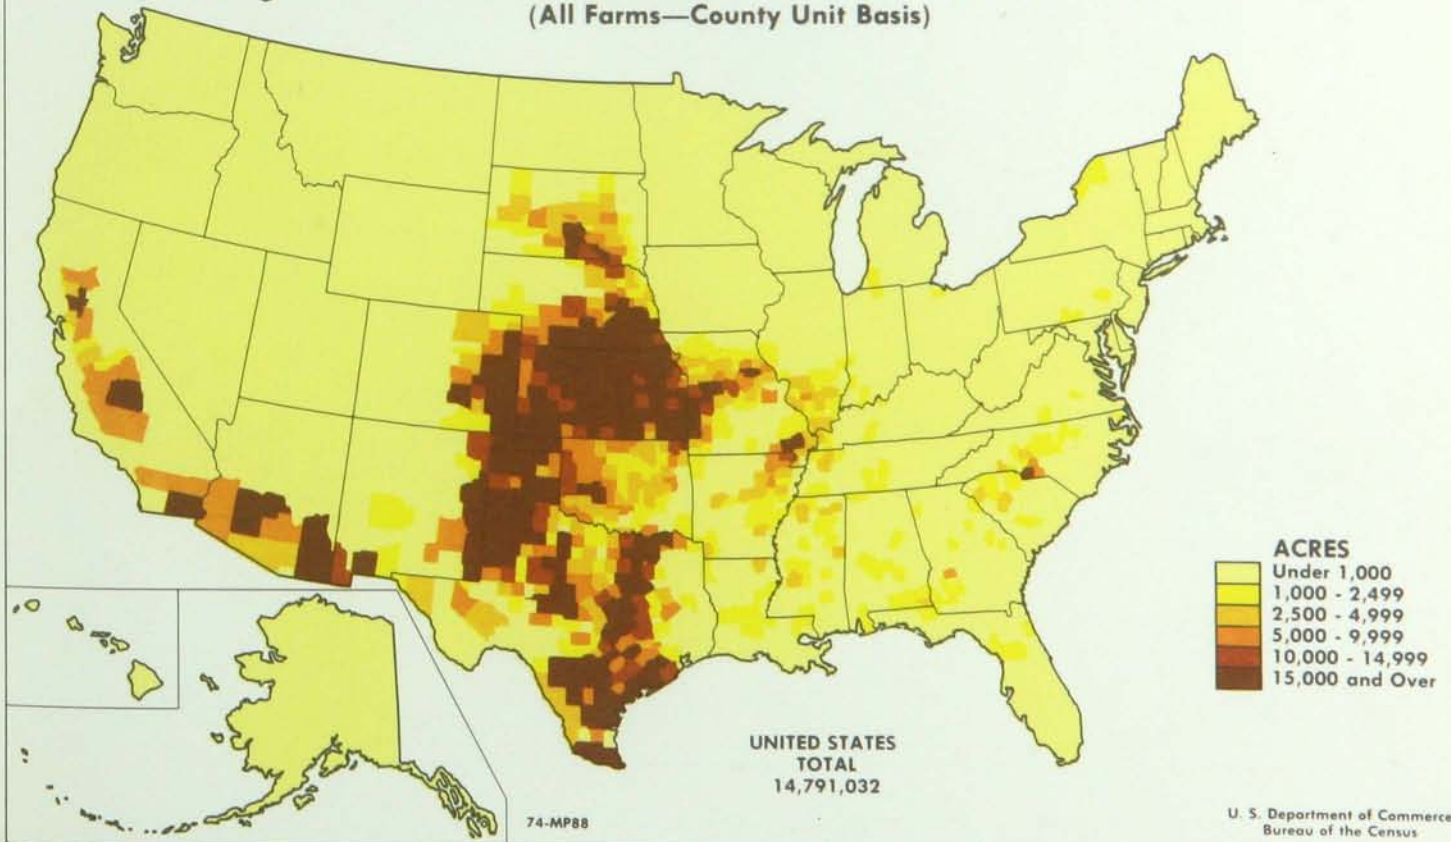 (All Farms—County Unit Basis)
ACRES
Under 1,000
1,000 - 2,499
2,500 - 4,999
5,000 - 9,999
10,000 - 14,999
15,000 and Over
UNITED STATES
TOTAL
14,791,032
74-MP88
U. S. Department of Commerce
Bureau of the Census